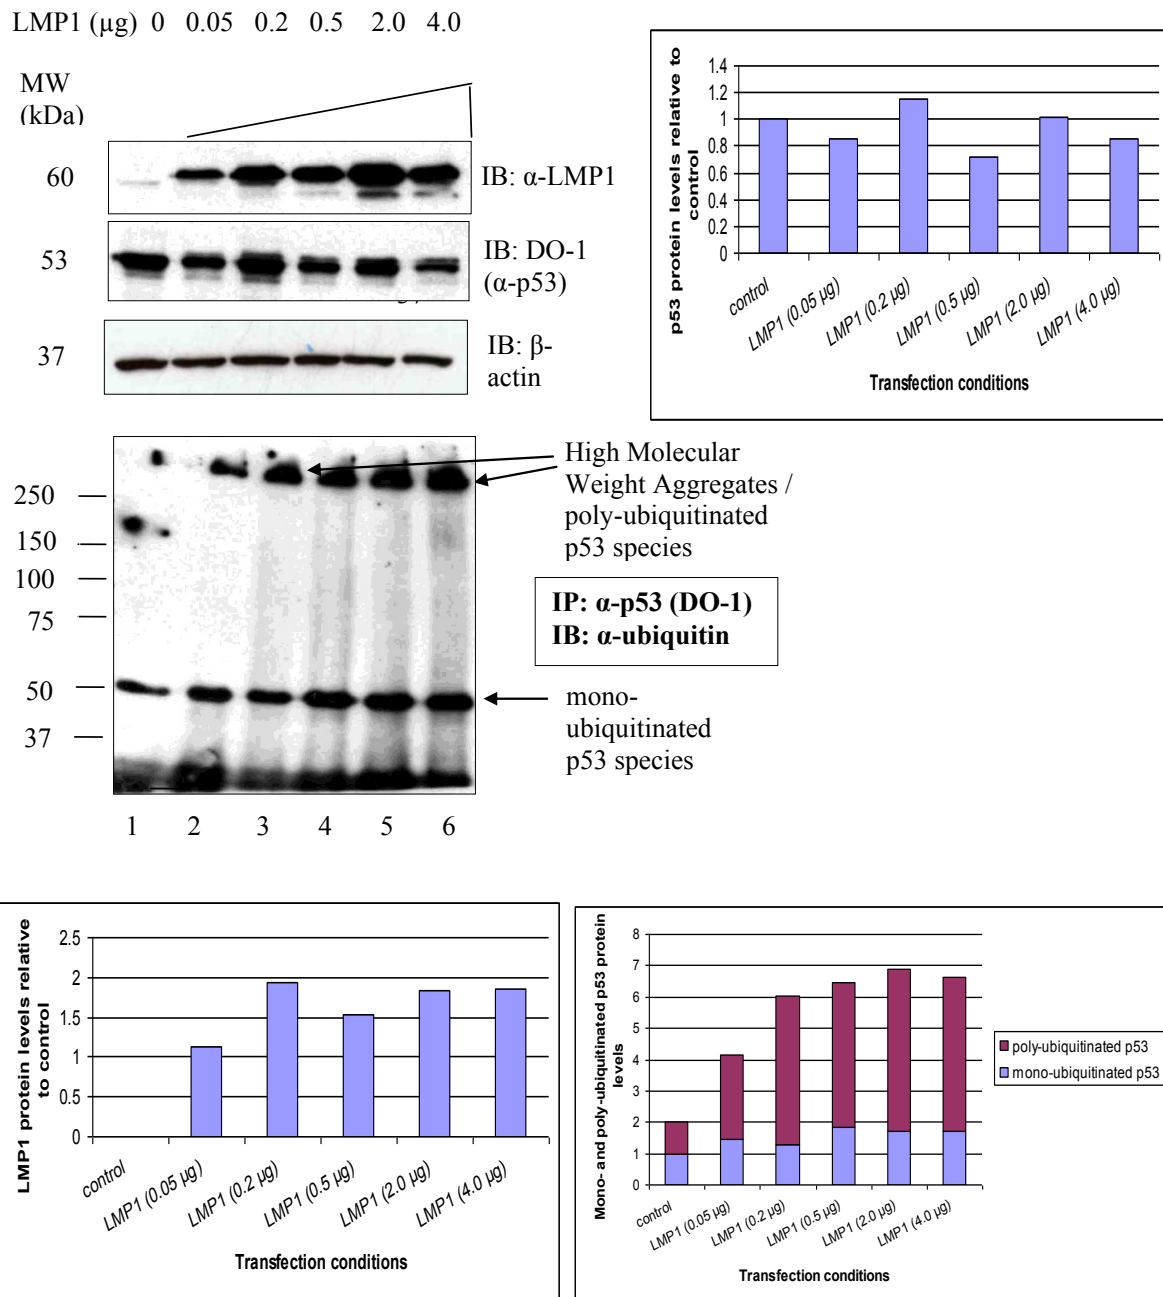 LMP1 (µg) 0 0.05 0.2 0.5 2.0 4.0
MW
(kDa)
60
IB: α-LMP1
53
IB: DO-1
(α-p53)
37
IB: β-
actin
250
150
100
75
50
37
High Molecular
Weight Aggregates /
poly-ubiquitinated
p53 species
IP: α-p53 (DO-1)
IB: α-ubiquitin
mono-
ubiquitinated
p53 species
1 2 3 4 5 6
p53 protein levels relative to
control
1.4
1.2
1
0.8
0.6
0.4
0.2
0
control
LMP1 (0.05 µg)
LMP1 (0.2 µg)
LMP1 (0.5 µg)
LMP1 (2.0 µg)
LMP1 (4.0 µg)
Transfection conditions
LMP1 protein levels relative
to control
2.5
2
1.5
1
0.5
0
control
LMP1 (0.05 µg)
LMP1 (0.2 µg)
LMP1 (0.5 µg)
LMP1 (2.0 µg)
LMP1 (4.0 µg)
Transfection conditions
Mono- and poly-ubiquitinated p53 protein
levels
8
7
6
5
4
3
2
1
0
control
LMP1 (0.05 µg)
LMP1 (0.2 µg)
LMP1 (0.5 µg)
LMP1 (2.0 µg)
LMP1 (4.0 µg)
Transfection conditions
poly-ubiquitinated p53
mono-ubiquitinated p53